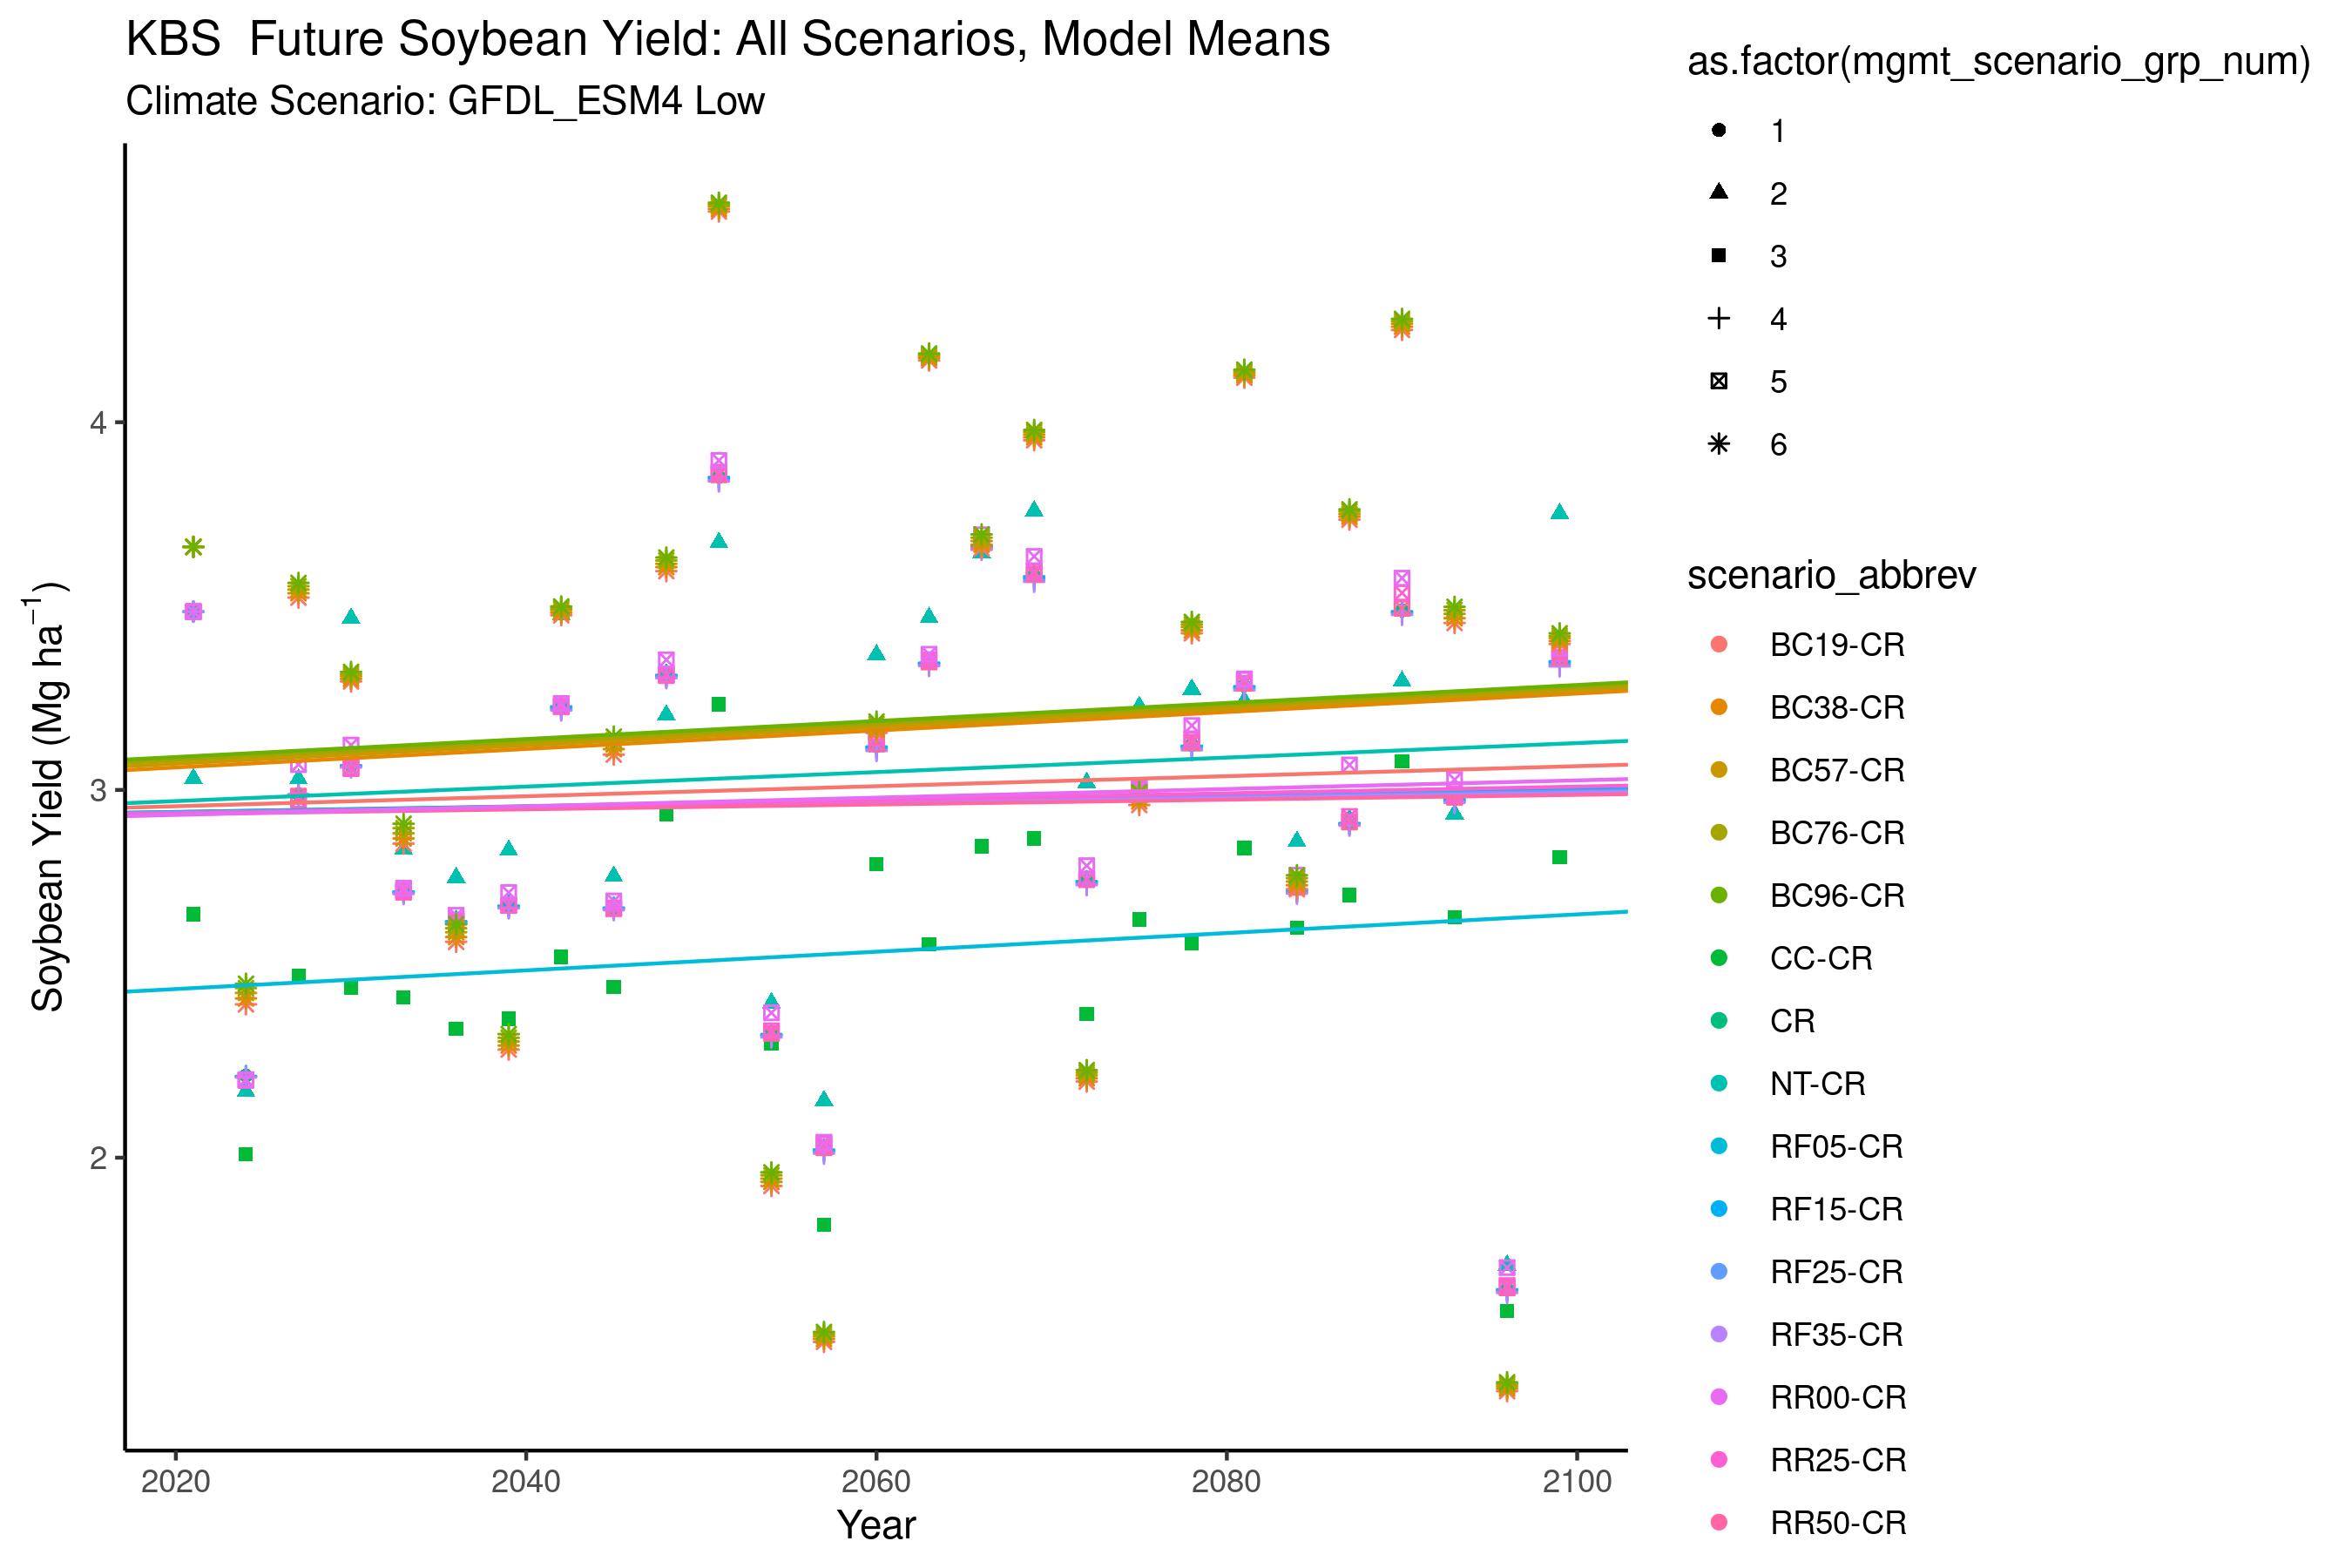 KBS  Future Soybean Yield: All Scenarios, Model Means
Climate Scenario: GFDL_ESM4 Low
Soybean Yield (Mg ha⁻¹)
4
3
2
2020
2040
2060
2080
2100
Year
as.factor(mgmt_scenario_grp_num)
1
2
3
4
5
6
scenario_abbrev
BC19-CR
BC38-CR
BC57-CR
BC76-CR
BC96-CR
CC-CR
CR
NT-CR
RF05-CR
RF15-CR
RF25-CR
RF35-CR
RR00-CR
RR25-CR
RR50-CR